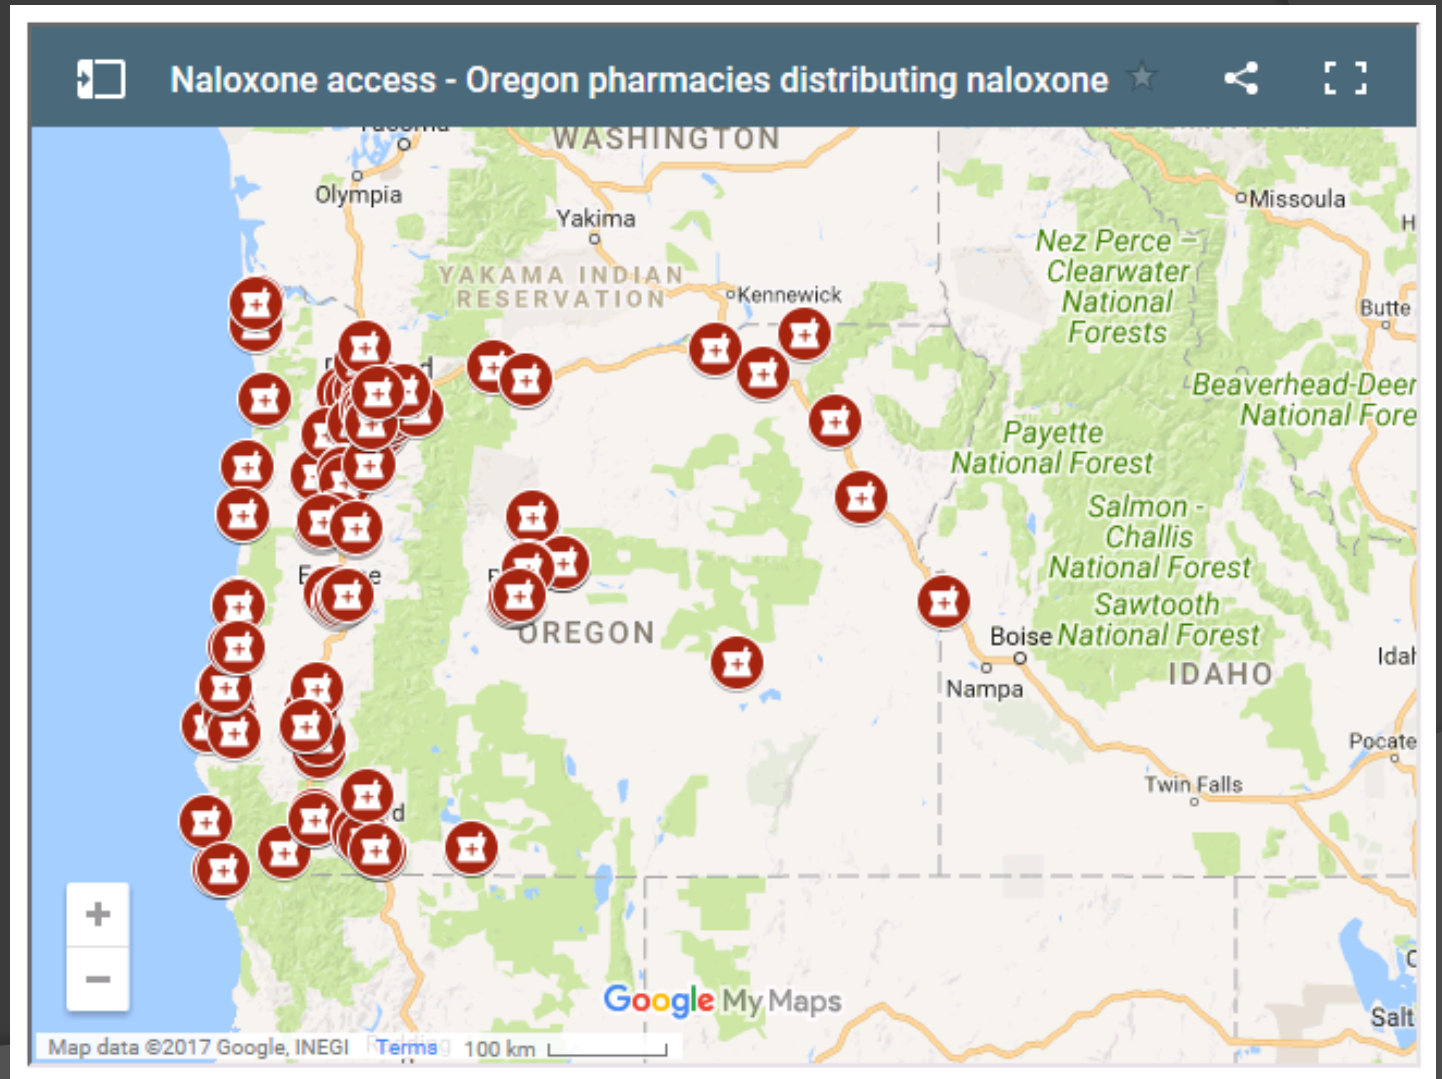 Naloxone access - Oregon pharmacies distributing naloxone
WASHINGTON
Olympia
Missoula
Yakima
Nez Perce –
Clearwater
National
Forests
YAKAMA INDIAN
RESERVATION
Kennewick
Butte
Beaverhead-Deer
National Fore
Payette
National Forest
Salmon -
Challis
National Forest
Sawtooth
National Forest
OREGON
Boise
IDAHO
Idah
Nampa
Pocate
Twin Falls
Salt
+
−
Google My Maps
Map data ©2017 Google, INEGI
Terms
100 km